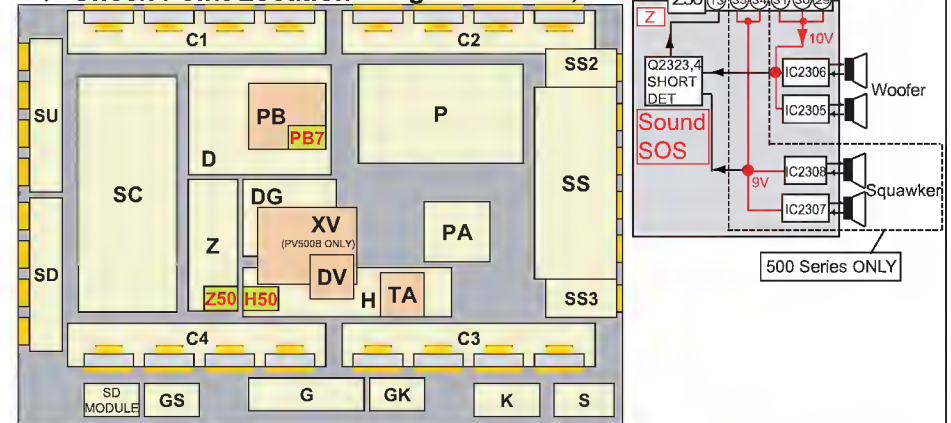 C1
C2
SS2
SU
PB
PB7
D
P
SC
SS
DG
XV
(PV500B ONLY)
PA
Z
SD
DV
Z50
H50
H
TA
SS3
C4
C3
SD
MODULE
GS
G
GK
K
S
Z
10V
Q2323,4
SHORT
DET
IC2306
Woofer
IC2305
Sound
SOS
9V
IC2308
Squawker
IC2307
500 Series ONLY